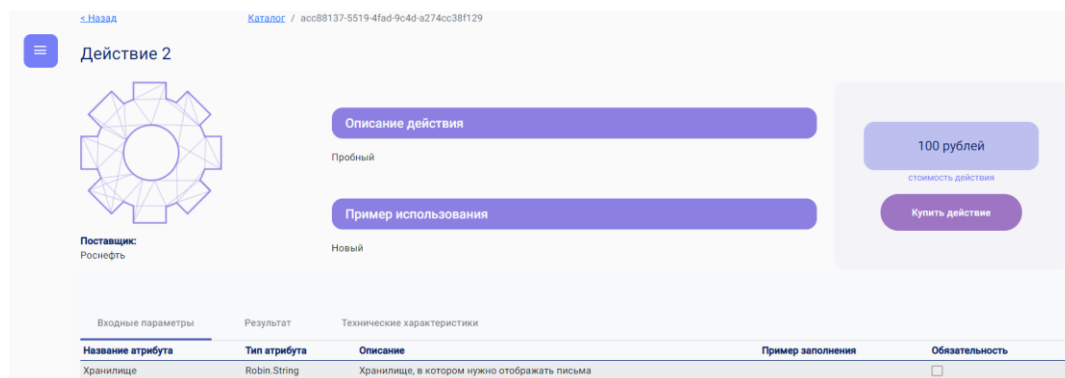 < Назад
Каталог / acc88137-5519-4fad-9c4d-a274cc38f129
Действие 2
Описание действия
Пробный
Пример использования
Новый
100 рублей
стоимость действия
Купить действие
Поставщик:
Роснефть
Входные параметры Результат Технические характеристики
Название атрибута Тип атрибута Описание Пример заполнения Обязательность
Хранилище Robin.String Хранилище, в котором нужно отображать письма